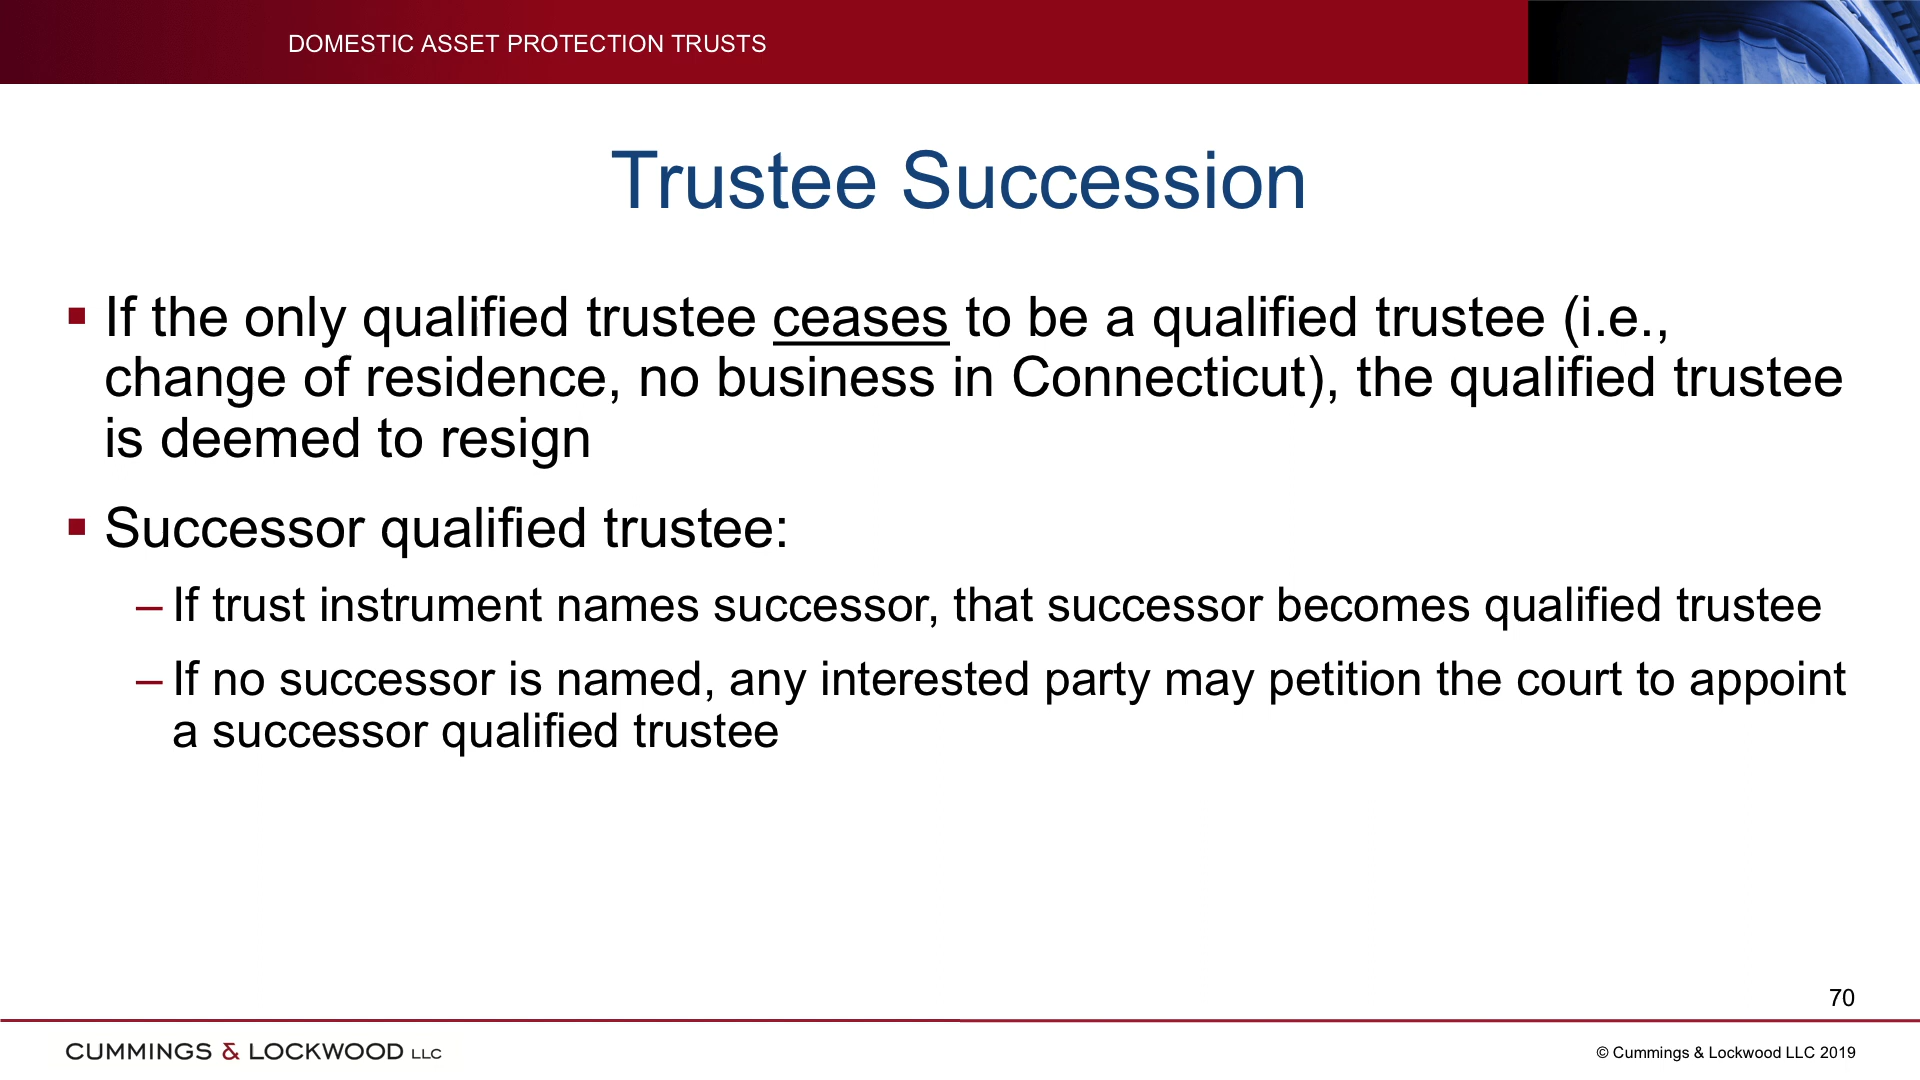 DOMESTIC ASSET PROTECTION TRUSTS
Trustee Succession
▪ If the only qualified trustee ceases to be a qualified trustee (i.e.,
change of residence, no business in Connecticut), the qualified trustee
is deemed to resign
▪ Successor qualified trustee:
– If trust instrument names successor, that successor becomes qualified trustee
– If no successor is named, any interested party may petition the court to appoint
a successor qualified trustee
70
CUMMINGS & LOCKWOOD LLC
© Cummings & Lockwood LLC 2019